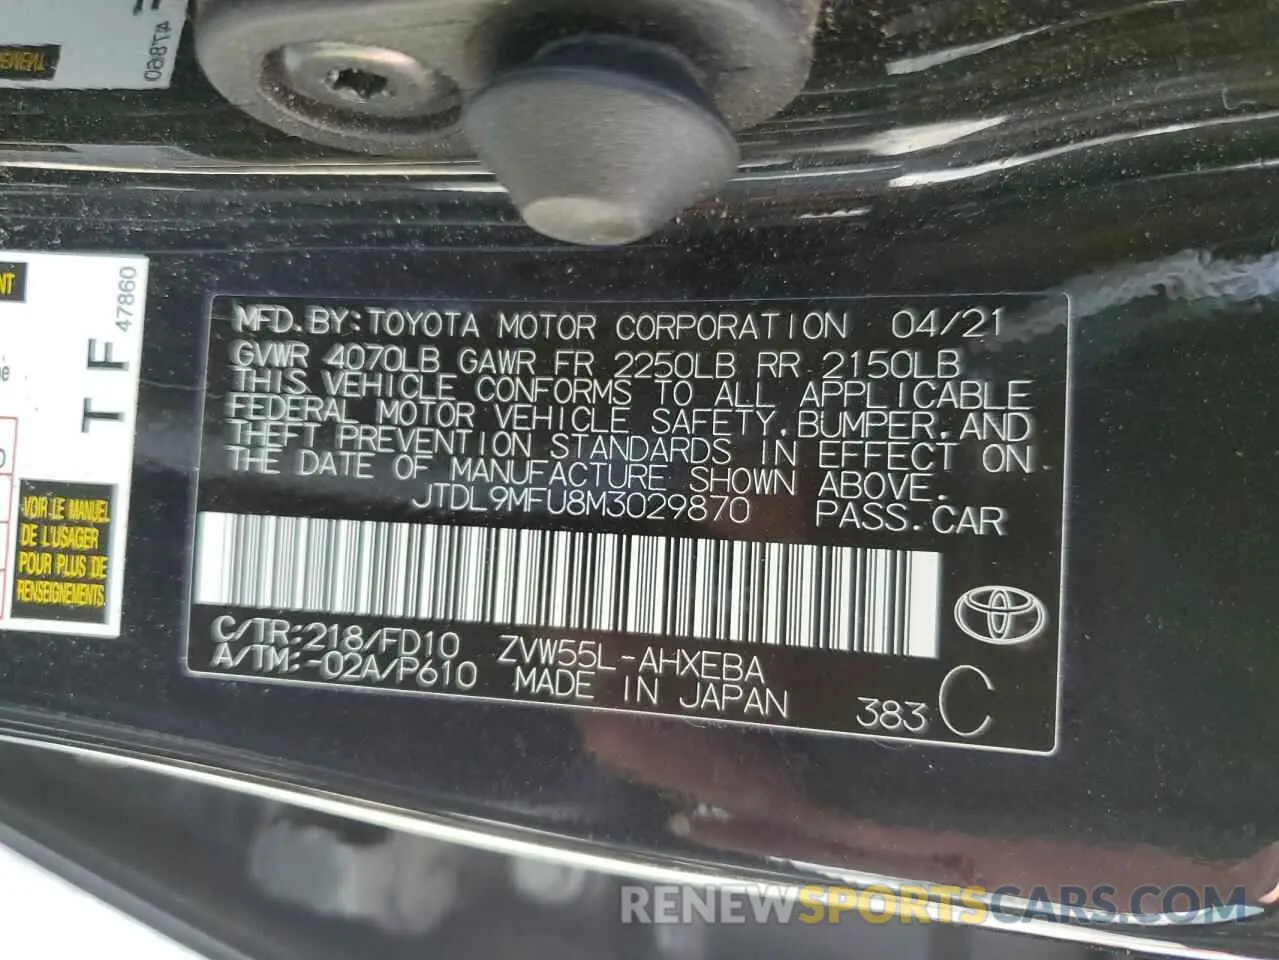 47860
MFD.BY:TOYOTA MOTOR CORPORATION 04/21
GVWR 4070LB GAWR FR 2250LB RR 2150LB
THIS VEHICLE CONFORMS TO ALL APPLICABLE
FEDERAL MOTOR VEHICLE SAFETY,BUMPER,AND
THEFT PREVENTION STANDARDS IN EFFECT ON
THE DATE OF MANUFACTURE SHOWN ABOVE.
JTDL9MFU8M3029870 PASS.CAR
C/TR:218/FD10 ZVW55L-AHXEBA
A/TM:-02A/P610 MADE IN JAPAN
383 C
47860
T F
VOIR LE MANUEL
DE L'USAGER
POUR PLUS DE
RENSEIGNEMENTS.
RENEWSPORTSCARS.COM